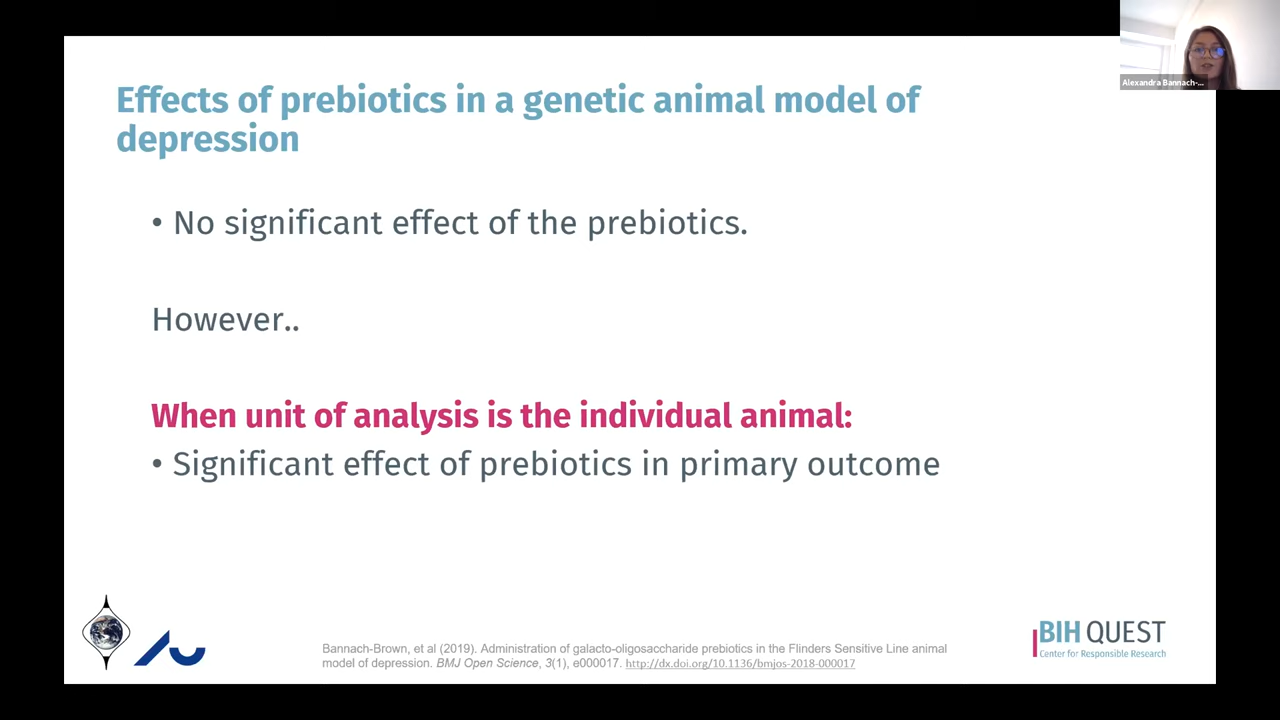 Alexandra Bannach-...
Effects of prebiotics in a genetic animal model of
depression
• No significant effect of the prebiotics.
However..
When unit of analysis is the individual animal:
• Significant effect of prebiotics in primary outcome
Bannach-Brown, et al (2019). Administration of galacto-oligosaccharide prebiotics in the Flinders Sensitive Line animal
model of depression. BMJ Open Science, 3(1), e000017. http://dx.doi.org/10.1136/bmjos-2018-000017
BIH QUEST
Center for Responsible Research